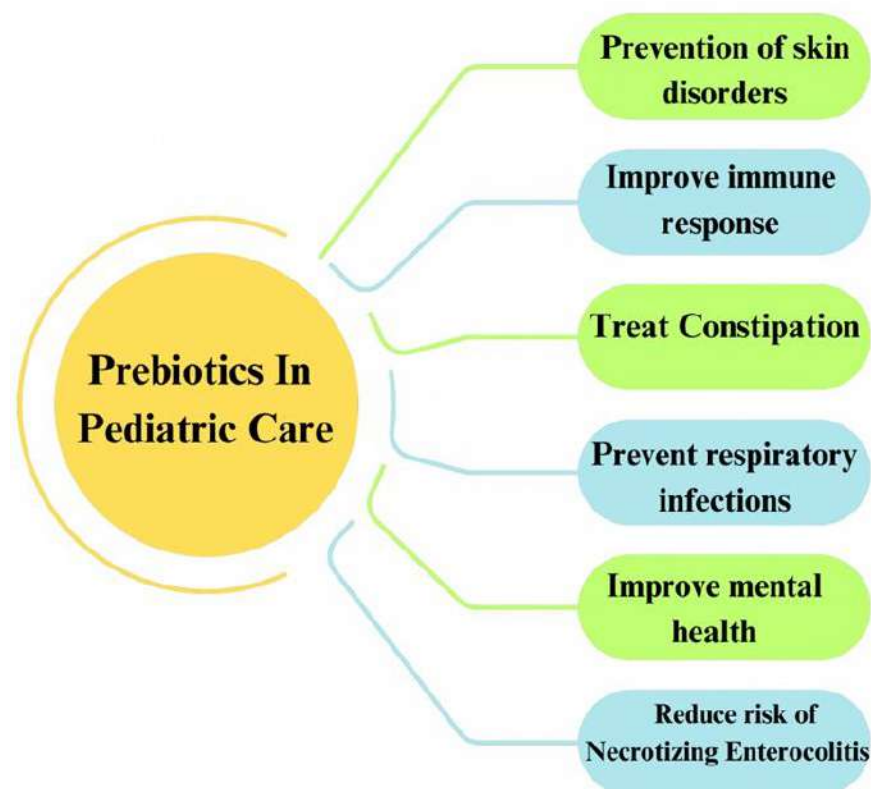 Prebiotics In
Pediatric Care
Prevention of skin
disorders
Improve immune
response
Treat Constipation
Prevent respiratory
infections
Improve mental
health
Reduce risk of
Necrotizing Enterocolitis